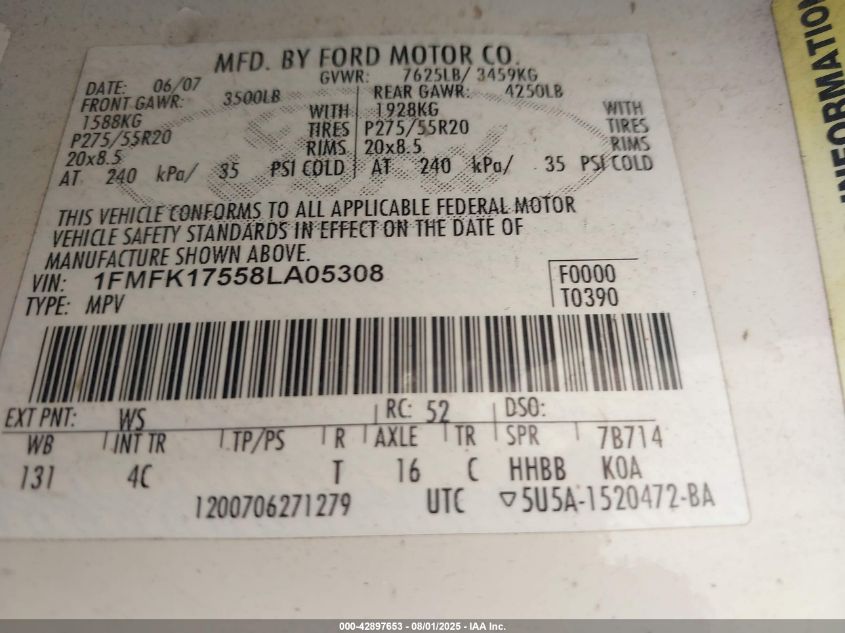 MFD. BY FORD MOTOR CO.
DATE: 06/07 GVWR: 7625LB/ 3459KG
FRONT GAWR: 3500LB REAR GAWR: 4250LB
1588KG WITH 1928KG WITH
P275/55R20 TIRES P275/55R20 TIRES
20x8.5 RIMS 20x8.5 RIMS
AT 240 kPa/ 35 PSI COLD AT 240 kPa/ 35 PSI COLD
THIS VEHICLE CONFORMS TO ALL APPLICABLE FEDERAL MOTOR
VEHICLE SAFETY STANDARDS IN EFFECT ON THE DATE OF
MANUFACTURE SHOWN ABOVE.
VIN: 1FMFK17558LA05308 F0000
TYPE: MPV T0390
EXT PNT: WS RC: 52 DSO:
WB INT TR TP/PS R AXLE TR SPR 7B714
131 4C T 16 C HHBB KOA
1200706271279 UTC ▽5U5A-1520472-BA
INFORMATION
000-42897653 - 08/01/2025 - IAA Inc.